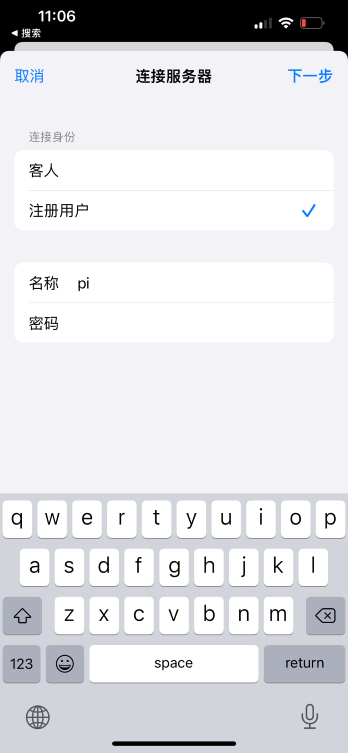 11:06
◀ 搜索
取消 连接服务器 下一步
连接身份
客人
注册用户
名称 pi
密码
q w e r t y u i o p
a s d f g h j k l
z x c v b n m
123 space return